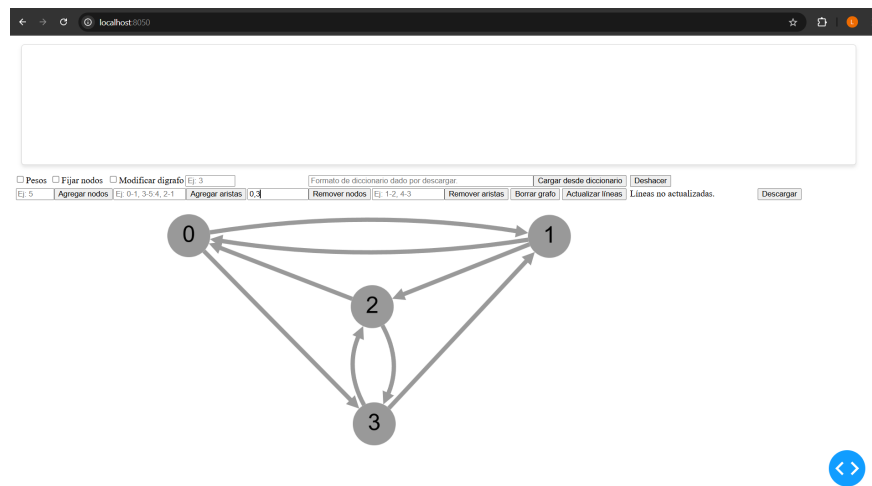 localhost:8050
L
Pesos Fijar nodos Modificar digrafo Ej: 3 Formato de diccionario dado por descargar. Cargar desde diccionario Deshacer
Ej: 5 Agregar nodos Ej: 0-1, 3-5:4, 2-1 Agregar aristas 0,3 Remover nodos Ej: 1-2, 4-3 Remover aristas Borrar grafo Actualizar líneas Líneas no actualizadas. Descargar
0
1
2
3